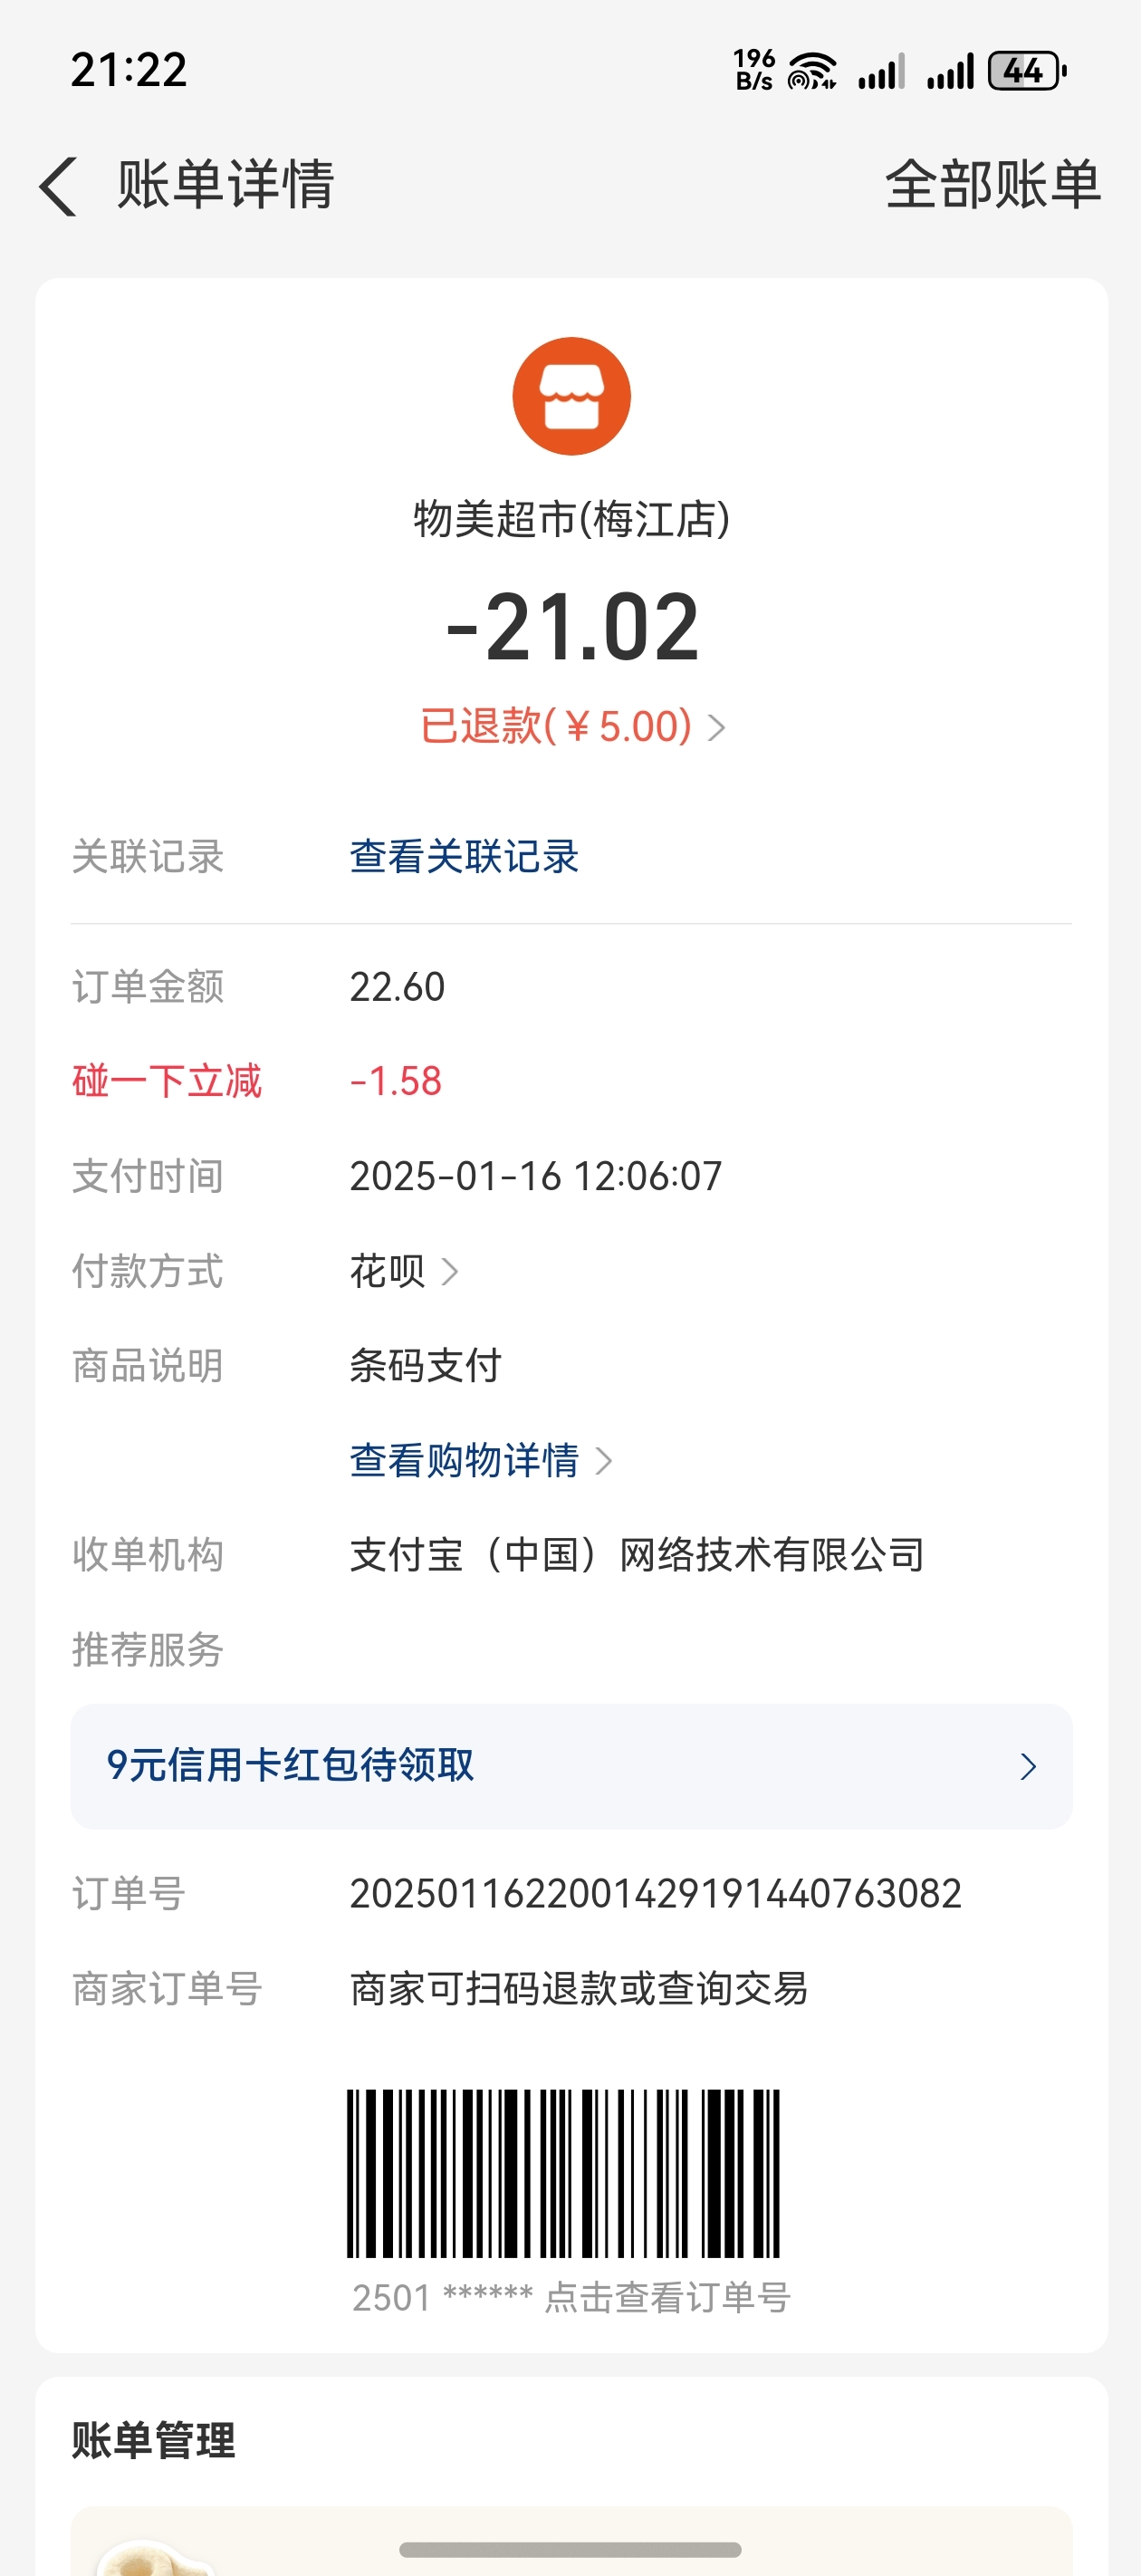 21:22
196
B/s
44
账单详情
全部账单
物美超市(梅江店)
-21.02
已退款(¥5.00)
关联记录 查看关联记录
订单金额 22.60
碰一下立减 -1.58
支付时间 2025-01-16 12:06:07
付款方式 花呗
商品说明 条码支付
查看购物详情
收单机构 支付宝（中国）网络技术有限公司
推荐服务
9元信用卡红包待领取
订单号 2025011622001429191440763082
商家订单号 商家可扫码退款或查询交易
2501 ****** 点击查看订单号
账单管理